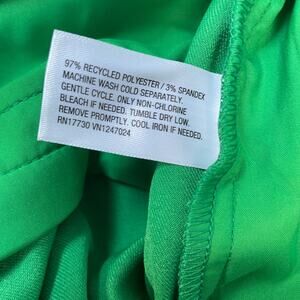 97% RECYCLED POLYESTER / 3% SPANDEX
MACHINE WASH COLD SEPARATELY.
GENTLE CYCLE. ONLY NON-CHLORINE
BLEACH IF NEEDED. TUMBLE DRY LOW.
REMOVE PROMPTLY. COOL IRON IF NEEDED.
RN17730 VN1247024